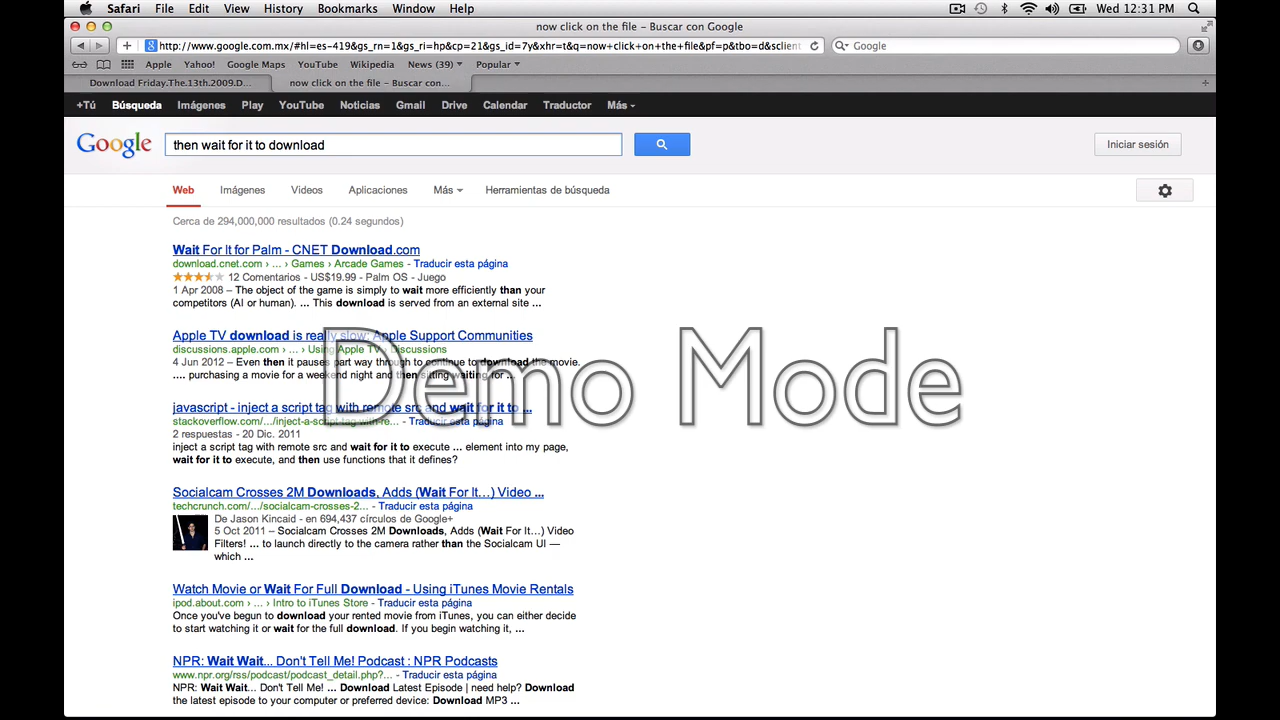 Safari File Edit View History Bookmarks Window Help Wed 12:31 PM
now click on the file - Buscar con Google
http://www.google.com.mx/#hl=es-419&gs_rn=1&gs_ri=hp&cp=21&gs_id=7y&xhr=t&q=now+click+on+the+file&pf=p&tbo=d&sclient Google
Apple Yahoo! Google Maps YouTube Wikipedia News (39) Popular
Download Friday.The.13th.2009.D... now click on the file - Buscar con...
+Tú Búsqueda Imágenes Play YouTube Noticias Gmail Drive Calendar Traductor Más
Google then wait for it to download Iniciar sesión
Web Imágenes Videos Aplicaciones Más Herramientas de búsqueda
Cerca de 294,000,000 resultados (0.24 segundos)
Wait For It for Palm - CNET Download.com
download.cnet.com › ... › Games › Arcade Games - Traducir esta página
12 Comentarios - US$19.99 - Palm OS - Juego
1 Apr 2008 – The object of the game is simply to wait more efficiently than your
competitors (AI or human). ... This download is served from an external site ...
Apple TV download is really slow: Apple Support Communities
discussions.apple.com › ... › Using Apple TV › Discussions
4 Jun 2012 – Even then it pauses part way through to continue to download the movie.
.... purchasing a movie for a weekend night and then sitting waiting for ...
Demo Mode
javascript - inject a script tag with remote src and wait for it to ...
stackoverflow.com/.../inject-a-script-tag-with-re... - Traducir esta página
2 respuestas - 20 Dic. 2011
inject a script tag with remote src and wait for it to execute ... element into my page,
wait for it to execute, and then use functions that it defines?
Socialcam Crosses 2M Downloads, Adds (Wait For It…) Video ...
techcrunch.com/.../socialcam-crosses-2... - Traducir esta página
De Jason Kincaid - en 694,437 círculos de Google+
5 Oct 2011 – Socialcam Crosses 2M Downloads, Adds (Wait For It…) Video
Filters! ... to launch directly to the camera rather than the Socialcam UI —
which ...
Watch Movie or Wait For Full Download - Using iTunes Movie Rentals
ipod.about.com › ... › Intro to iTunes Store - Traducir esta página
Once you've begun to download your rented movie from iTunes, you can either decide
to start watching it or wait for the full download. If you begin watching it, ...
NPR: Wait Wait... Don't Tell Me! Podcast : NPR Podcasts
www.npr.org/rss/podcast/podcast_detail.php?... - Traducir esta página
NPR: Wait Wait... Don't Tell Me! ... Download Latest Episode | need help? Download
the latest episode to your computer or preferred device: Download MP3 ...